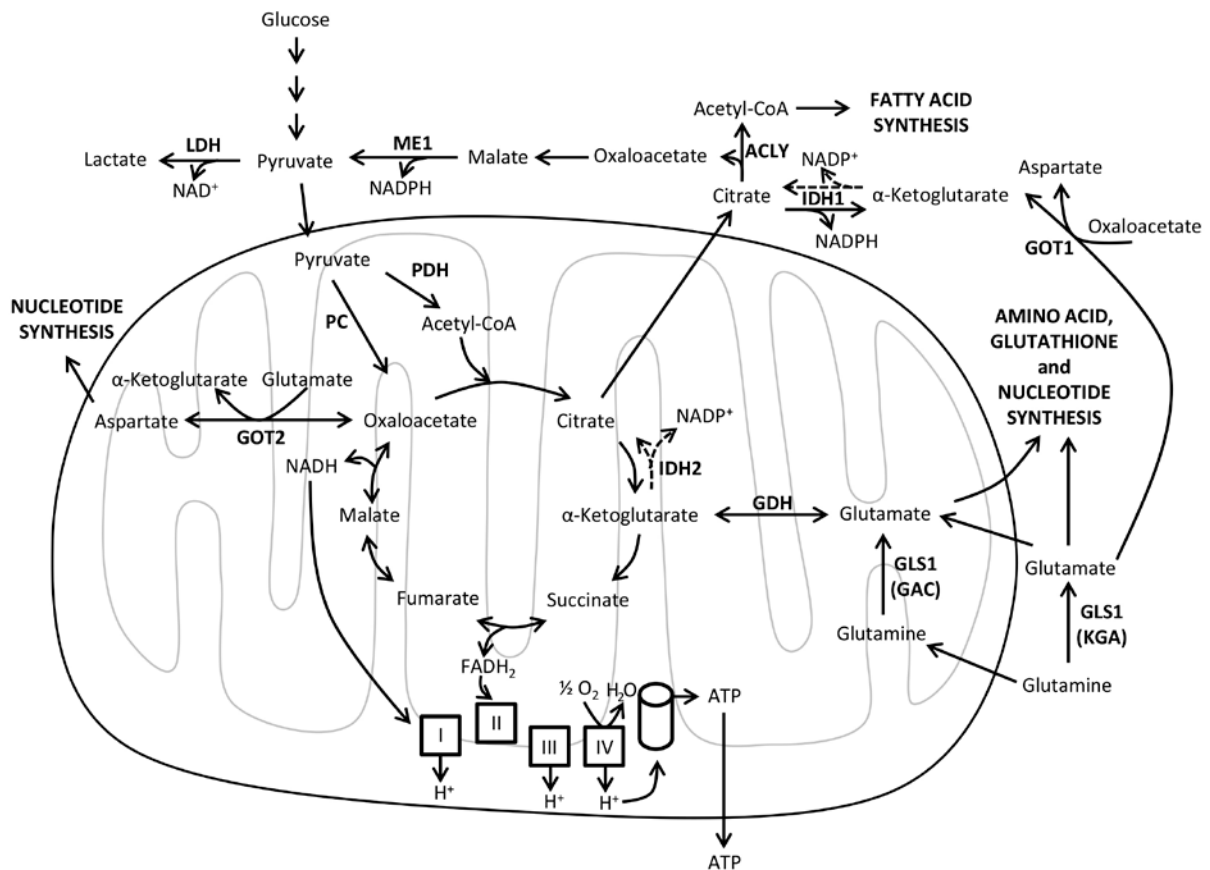 Glucose
Acetyl-CoA
FATTY ACID
SYNTHESIS
LDH
ME1
Lactate
Pyruvate
Malate
Oxaloacetate
ACLY
NADP⁺
Aspartate
NAD⁺
NADPH
Citrate
IDH1
α-Ketoglutarate
NADPH
Oxaloacetate
GOT1
Pyruvate
PDH
NUCLEOTIDE
SYNTHESIS
PC
Acetyl-CoA
AMINO ACID,
GLUTATHIONE
and
NUCLEOTIDE
SYNTHESIS
α-Ketoglutarate
Glutamate
Aspartate
GOT2
Oxaloacetate
Citrate
NADP⁺
NADH
IDH2
Malate
α-Ketoglutarate
GDH
Glutamate
Fumarate
Succinate
GLS1
(GAC)
Glutamate
GLS1
(KGA)
Glutamine
Glutamine
FADH₂
½ O₂
H₂O
ATP
I
II
III
IV
H⁺
H⁺
H⁺
ATP